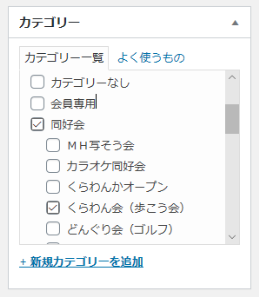 カテゴリー
カテゴリー一覧 よく使うもの
カテゴリーなし
会員専用
同好会
ＭＨ写そう会
カラオケ同好会
くらわんかオープン
くらわん会（歩こう会）
どんぐり会（ゴルフ）
+ 新規カテゴリーを追加